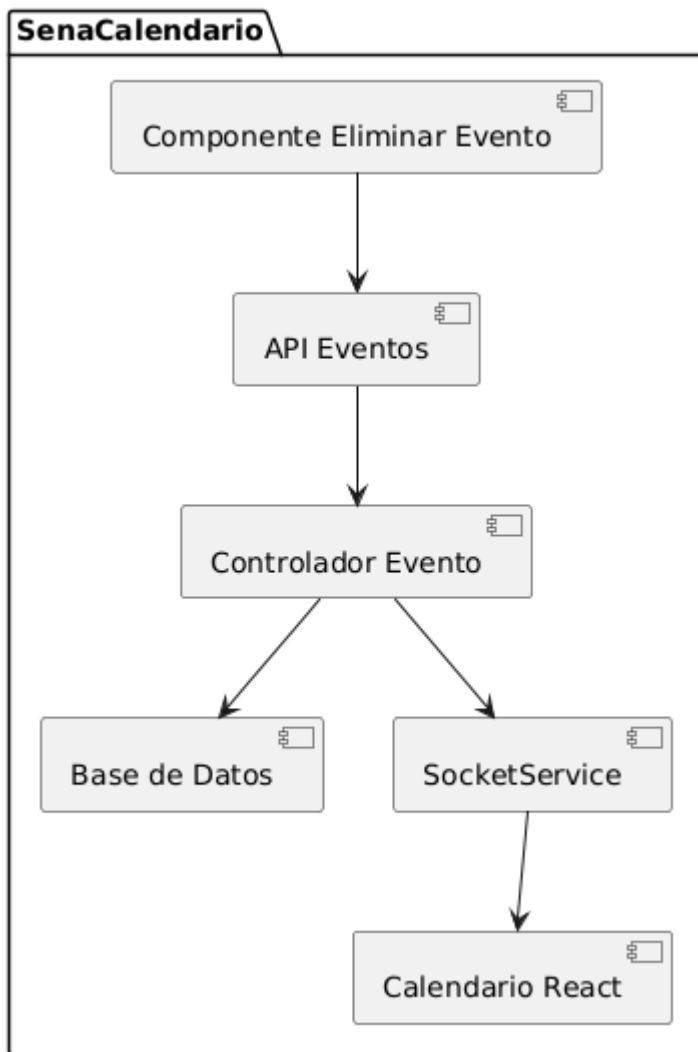 SenaCalendario
Componente Eliminar Evento
API Eventos
Controlador Evento
Base de Datos
SocketService
Calendario React